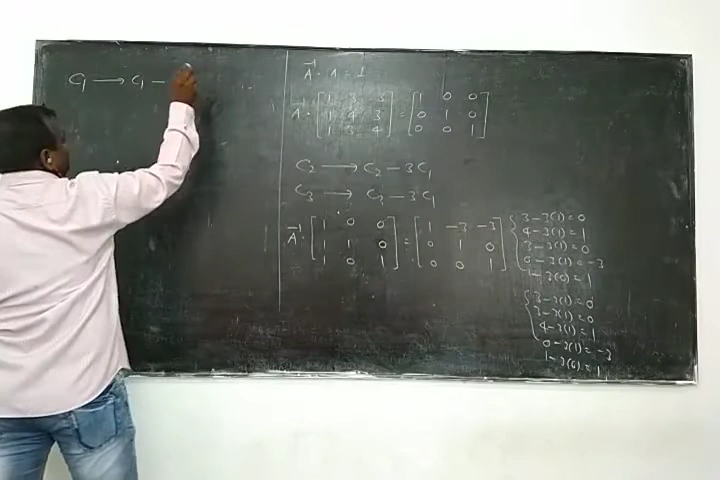 C₁ ⟶ C₁ −
A⁻¹ · A = I
A⁻¹ · [1 3 3] = [1 0 0]
[1 4 3] [0 1 0]
[1 3 4] [0 0 1]
C₂ ⟶ C₂ − 3C₁
C₃ ⟶ C₃ − 3C₁
A⁻¹ · [1 0 0] = [1 −3 −3]
[1 1 0] [0 1 0]
[1 0 1] [0 0 1]
3 − 3(1) = 0
4 − 3(1) = 1
3 − 3(1) = 0
0 − 3(1) = −3
1 − 3(0) = 1
3 − 3(1) = 0
3 − 3(1) = 0
4 − 3(1) = 1
0 − 3(1) = −3
1 − 3(0) = 1